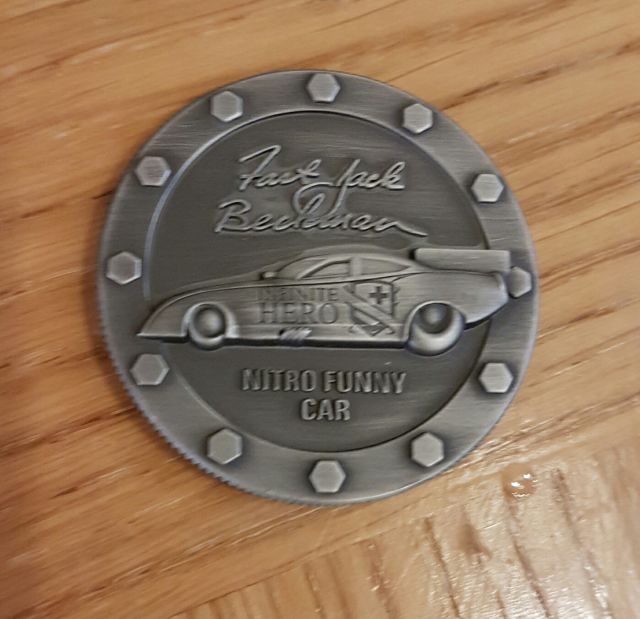 Fast Jack
Beckman
INFINITE
HERO
NITRO FUNNY
CAR